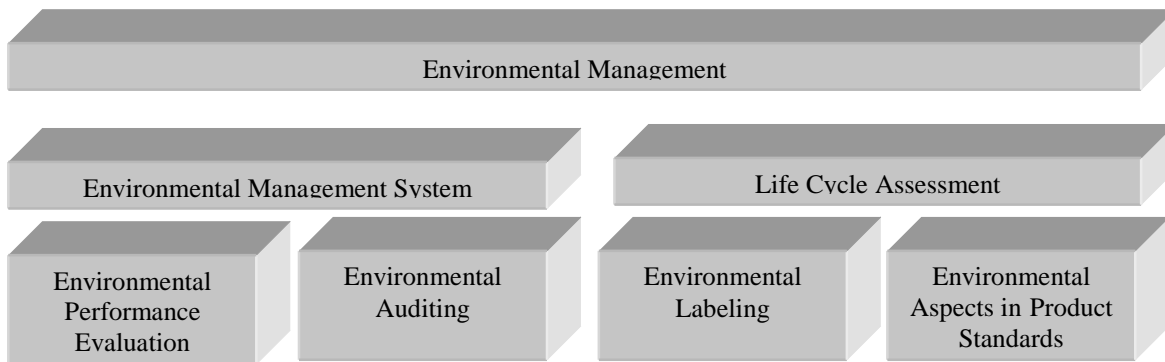 Environmental Management
Environmental Management System
Life Cycle Assessment
Environmental
Performance
Evaluation
Environmental
Auditing
Environmental
Labeling
Environmental
Aspects in Product
Standards